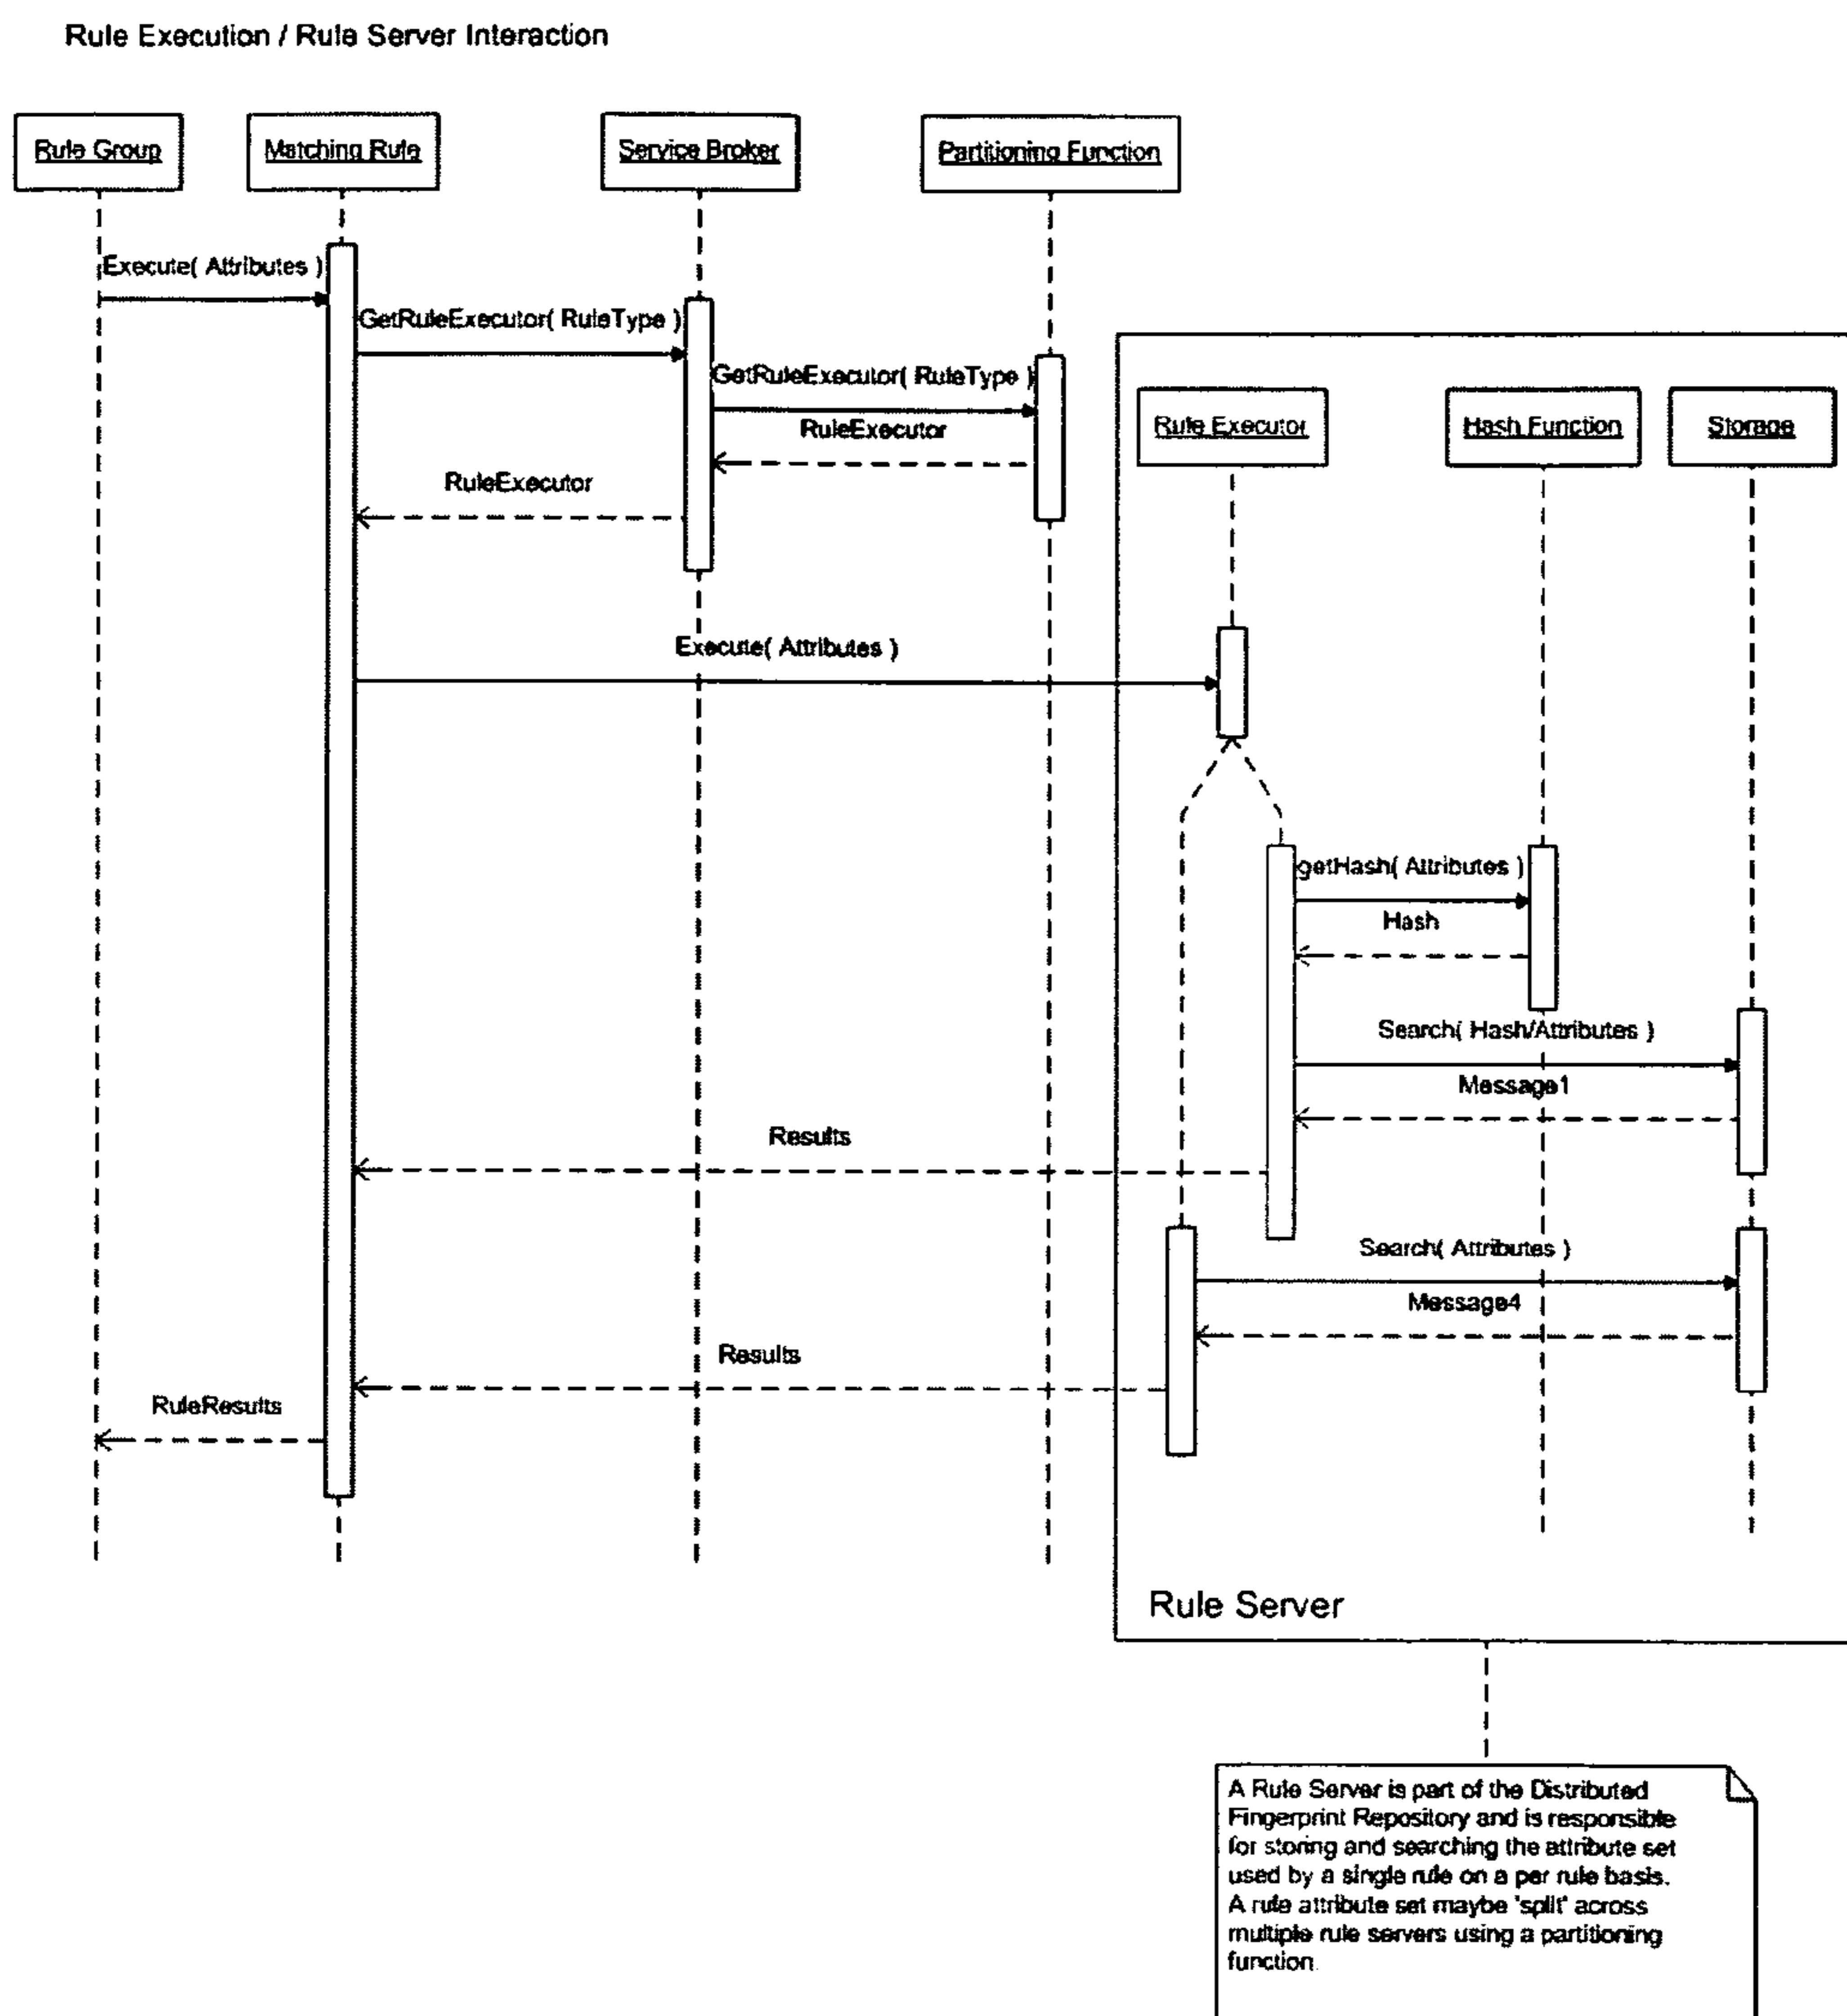 Rule Execution / Rule Server Interaction
Rule Group
Matching Rule
Service Broker
Partitioning Function
Execute( Attributes )
GetRuleExecutor( RuleType )
GetRuleExecutor( RuleType )
RuleExecutor
RuleExecutor
Rule Executor
Hash Function
Storage
Execute( Attributes )
getHash( Attributes )
Hash
Search( Hash/Attributes )
Message1
Results
Search( Attributes )
Message4
Results
RuleResults
Rule Server
A Rule Server is part of the Distributed
Fingerprint Repository and is responsible
for storing and searching the attribute set
used by a single rule on a per rule basis.
A rule attribute set maybe 'split' across
multiple rule servers using a partitioning
function.